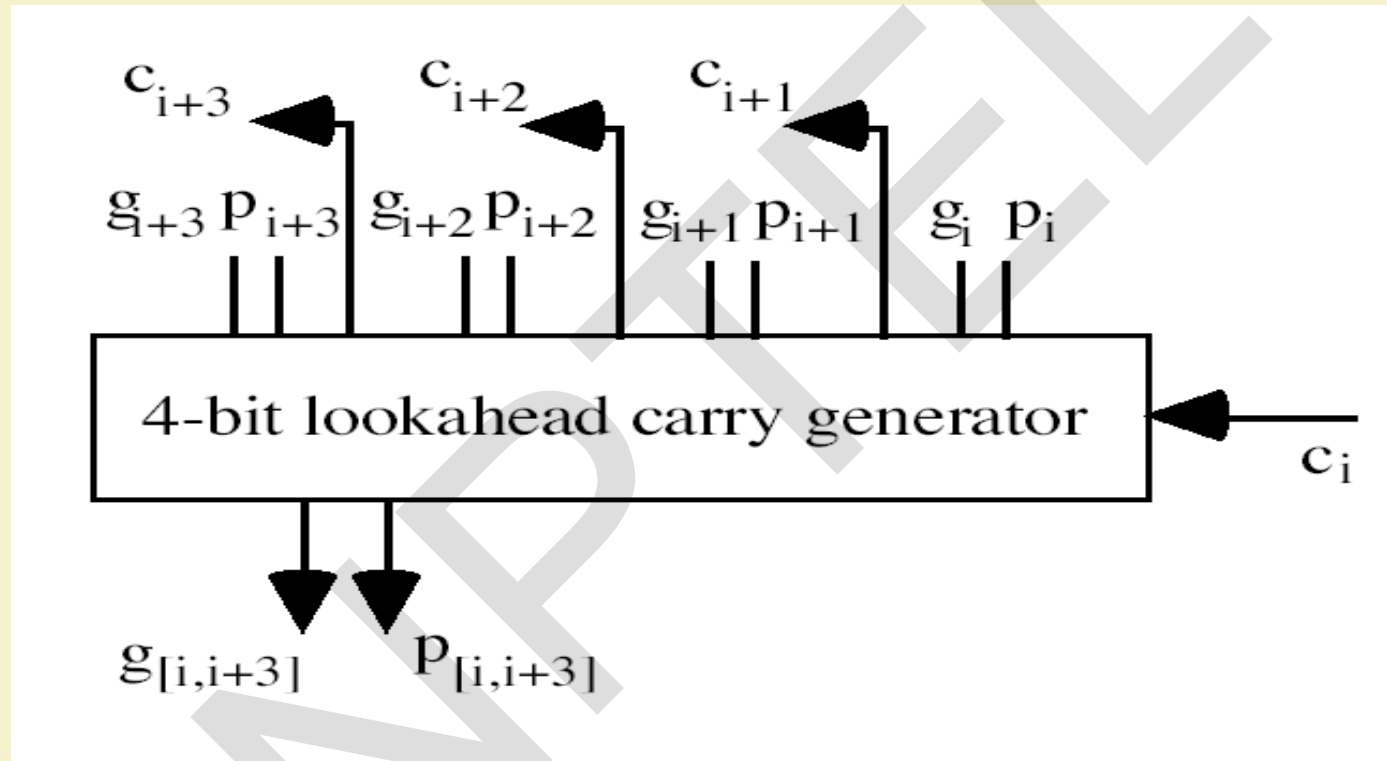 c_{i+3} c_{i+2} c_{i+1}
g_{i+3} p_{i+3} g_{i+2} p_{i+2} g_{i+1} p_{i+1} g_i p_i
4-bit lookahead carry generator
c_i
g_{[i,i+3]} p_{[i,i+3]}
NPTEL